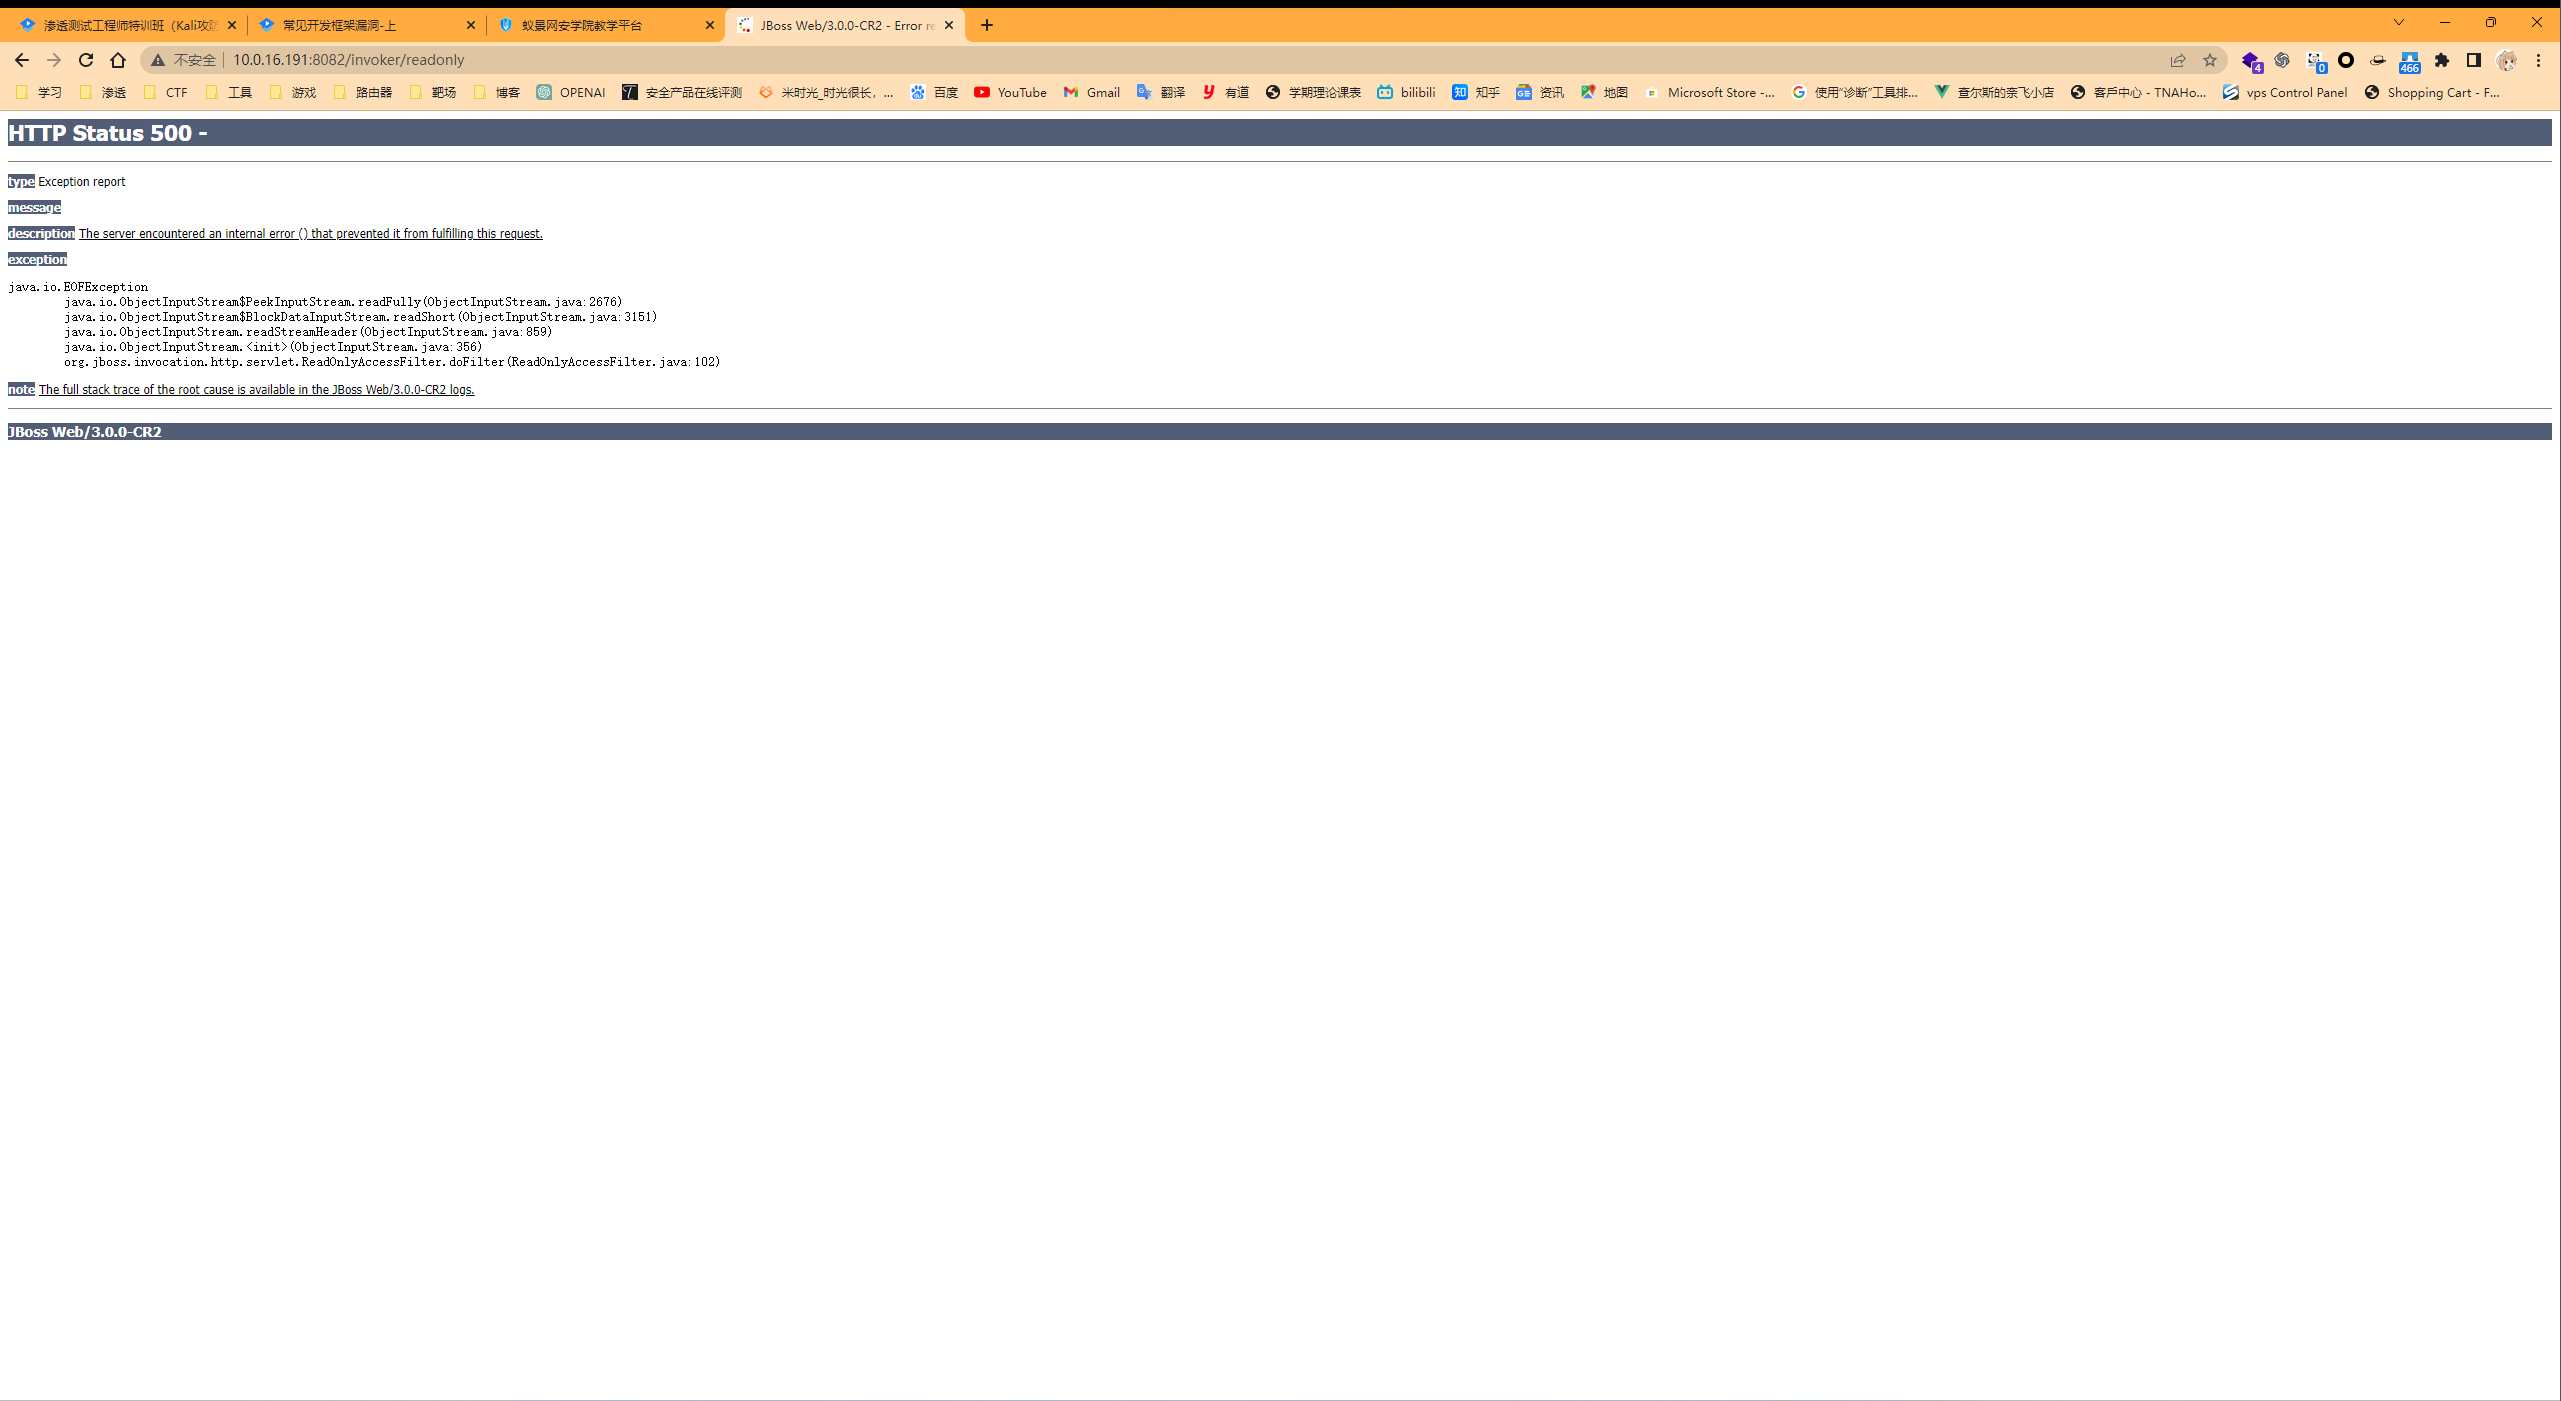 渗透测试工程师特训班（Kali攻防
常见开发框架漏洞-上
蚁景网安学院教学平台
JBoss Web/3.0.0-CR2 - Error re
不安全 | 10.0.16.191:8082/invoker/readonly
4
0
466
学习 渗透 CTF 工具 游戏 路由器 靶场 博客 OPENAI 安全产品在线评测 米时光_时光很长，... 百度 YouTube Gmail 翻译 有道 学期理论课表 bilibili 知乎 资讯 地图 Microsoft Store -... 使用“诊断”工具排... 查尔斯的奈飞小店 客戶中心 - TNAHo... vps Control Panel Shopping Cart - F...
HTTP Status 500 -
type Exception report
message
description The server encountered an internal error () that prevented it from fulfilling this request.
exception
java.io.EOFException
java.io.ObjectInputStream$PeekInputStream.readFully(ObjectInputStream.java:2676)
java.io.ObjectInputStream$BlockDataInputStream.readShort(ObjectInputStream.java:3151)
java.io.ObjectInputStream.readStreamHeader(ObjectInputStream.java:859)
java.io.ObjectInputStream.<init>(ObjectInputStream.java:356)
org.jboss.invocation.http.servlet.ReadOnlyAccessFilter.doFilter(ReadOnlyAccessFilter.java:102)
note The full stack trace of the root cause is available in the JBoss Web/3.0.0-CR2 logs.
JBoss Web/3.0.0-CR2